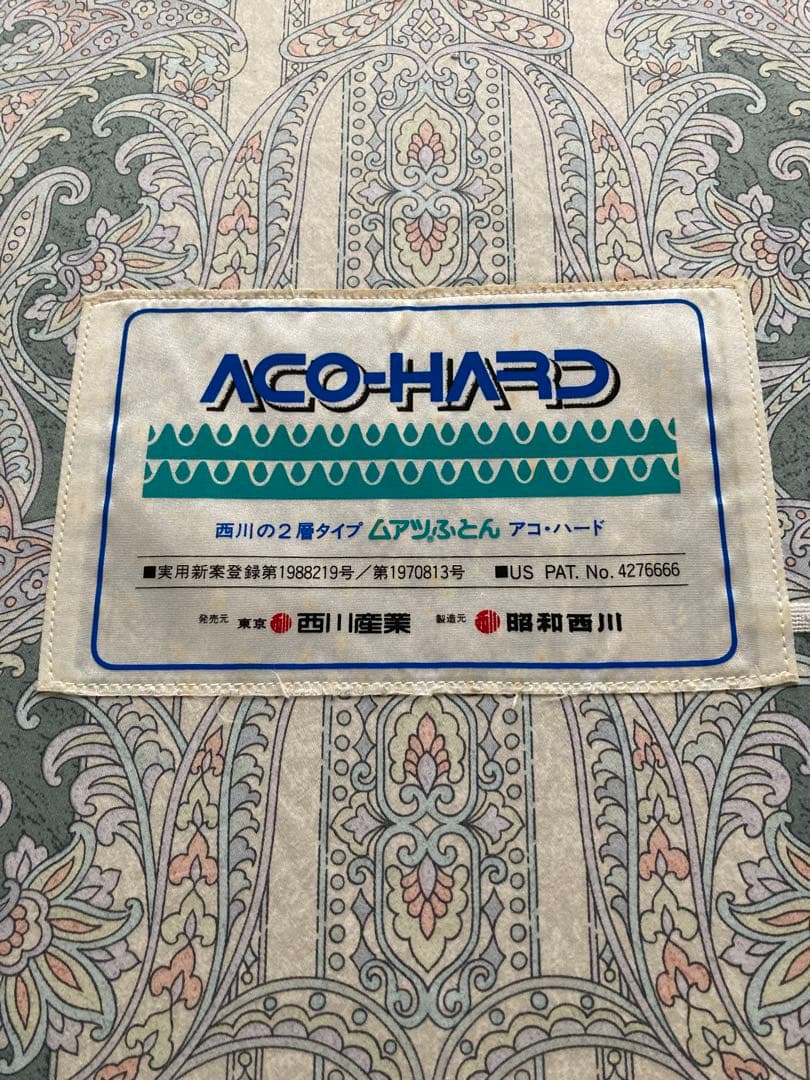 ACO-HARD
西川の2層タイプ ムアツふとん アコ・ハード
■実用新案登録第1988219号/第1970813号 ■US PAT. No. 4276666
発売元 東京 西川産業 製造元 昭和西川